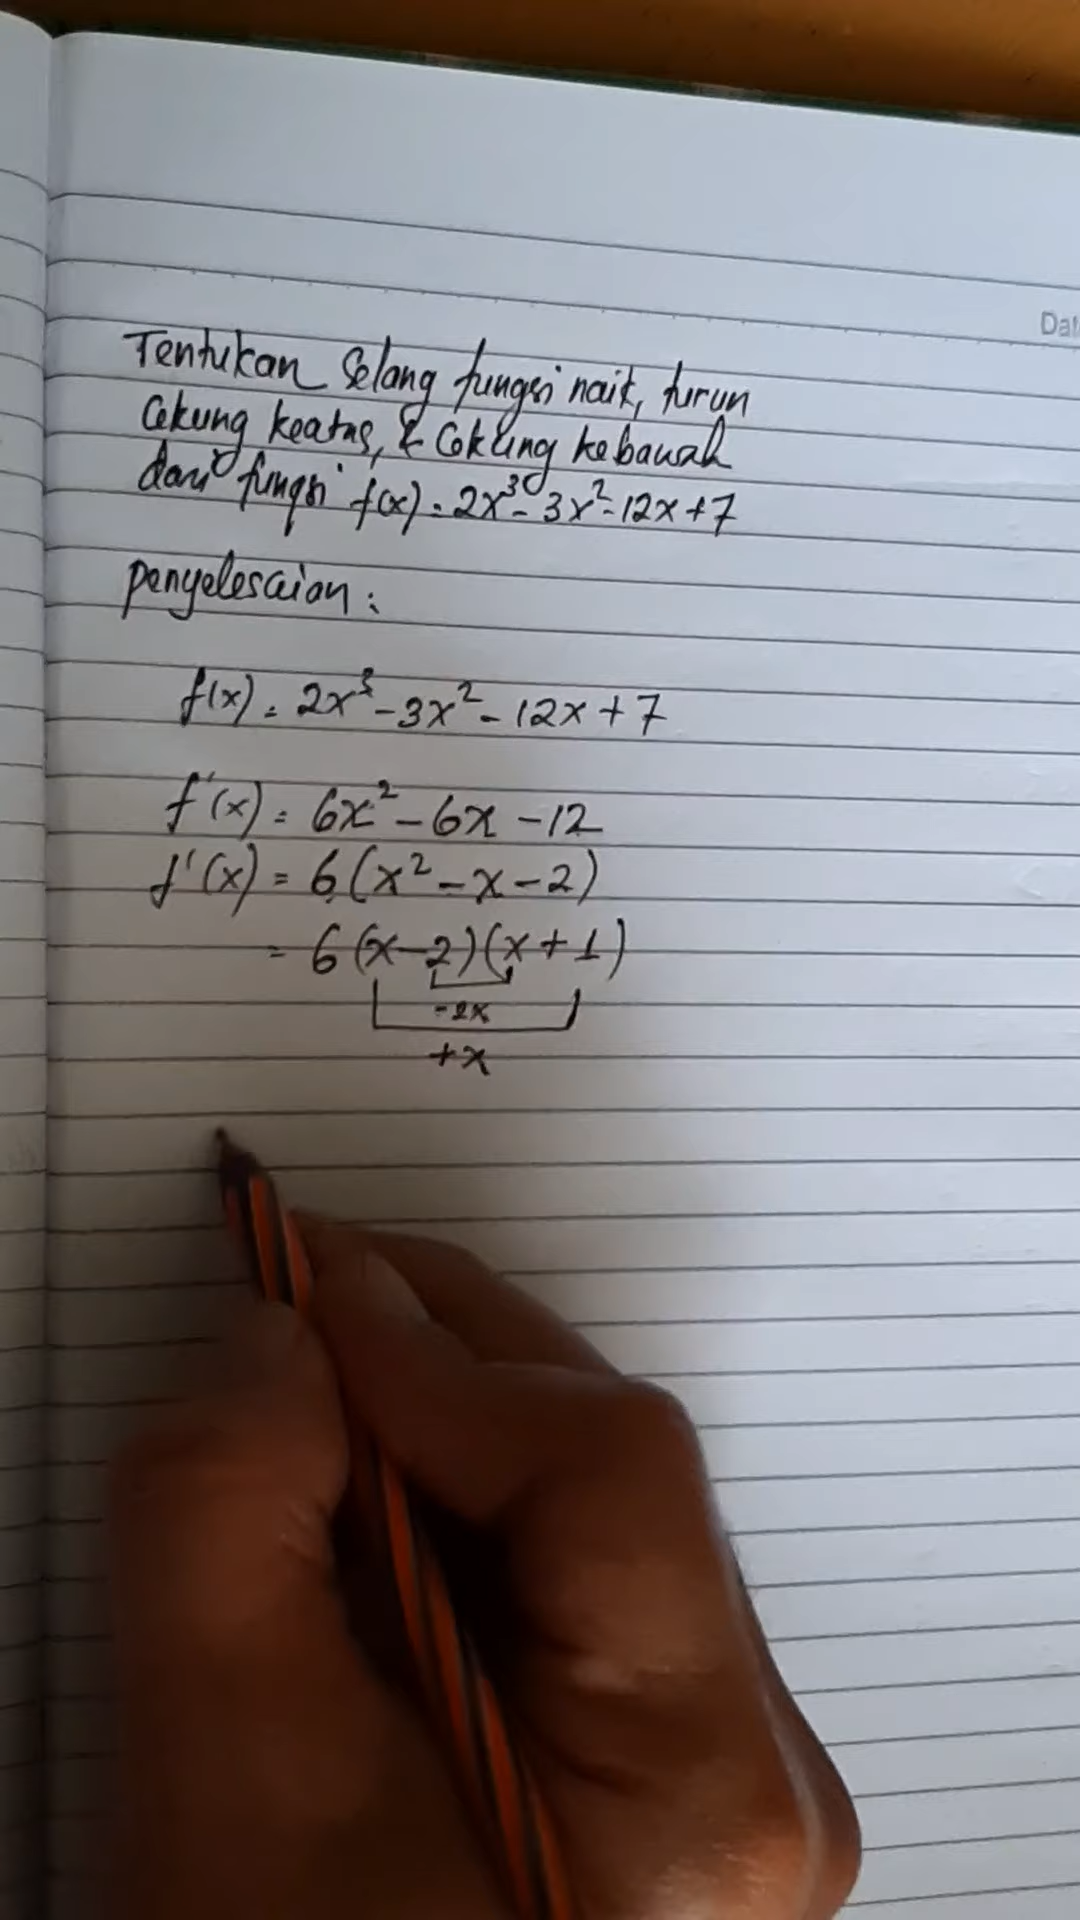 Dat
Tentukan Selang fungsi naik, turun
Cekung keatas, & Cekung kebawah
dari fungsi f(x) = 2x³ - 3x² - 12x + 7
Penyelesaian :
f(x) = 2x³ - 3x² - 12x + 7
f'(x) = 6x² - 6x - 12
f'(x) = 6(x² - x - 2)
= 6(x-2)(x+1)
-2x
+x